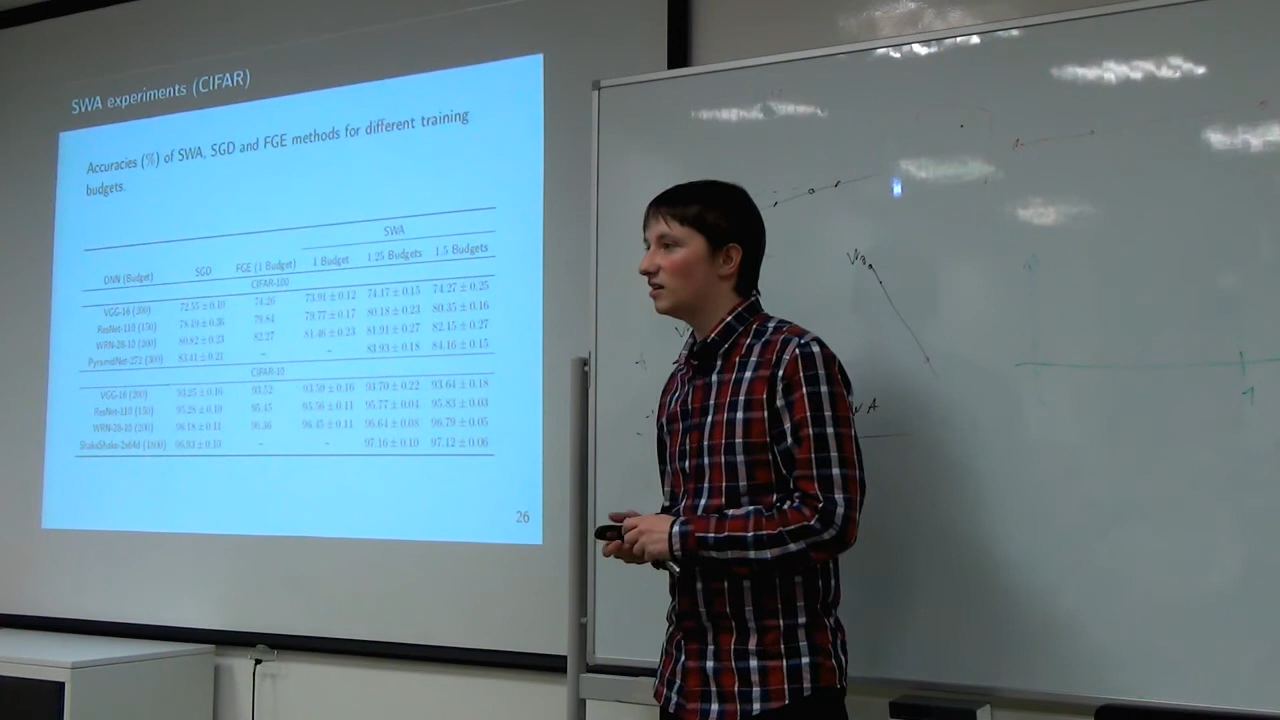 SWA experiments (CIFAR)
Accuracies (%) of SWA, SGD and FGE methods for different training
budgets.
SWA
DNN (Budget) SGD FGE (1 Budget) 1 Budget 1.25 Budgets 1.5 Budgets
CIFAR-100
VGG-16 (200) 72.55 ± 0.10 74.26 73.91 ± 0.12 74.17 ± 0.15 74.27 ± 0.25
ResNet-110 (150) 78.49 ± 0.36 79.84 79.77 ± 0.17 80.18 ± 0.23 80.35 ± 0.16
WRN-28-10 (200) 80.82 ± 0.23 82.27 81.46 ± 0.23 81.91 ± 0.27 82.15 ± 0.27
PyramidNet-272 (300) 83.41 ± 0.21 – – 83.93 ± 0.18 84.16 ± 0.15
CIFAR-10
VGG-16 (200) 93.25 ± 0.16 93.52 93.59 ± 0.16 93.70 ± 0.22 93.64 ± 0.18
ResNet-110 (150) 95.28 ± 0.10 95.45 95.56 ± 0.11 95.77 ± 0.04 95.83 ± 0.03
WRN-28-10 (200) 96.18 ± 0.11 96.36 96.45 ± 0.11 96.64 ± 0.08 96.79 ± 0.05
ShakeShake-2x64d (1800) 96.93 ± 0.10 – – 97.16 ± 0.10 97.12 ± 0.06
26
WB
A
1